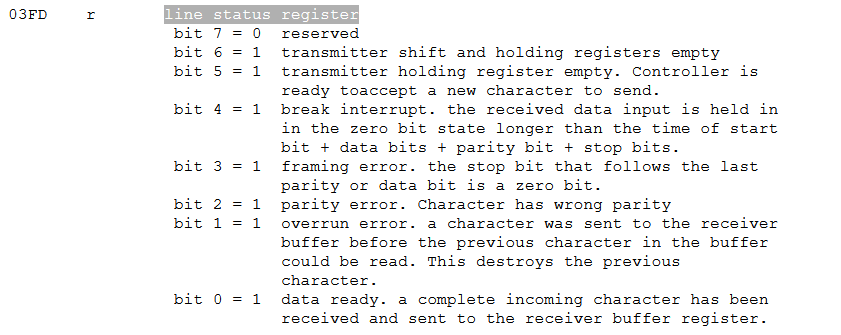 03FD r line status register
bit 7 = 0 reserved
bit 6 = 1 transmitter shift and holding registers empty
bit 5 = 1 transmitter holding register empty. Controller is
ready toaccept a new character to send.
bit 4 = 1 break interrupt. the received data input is held in
in the zero bit state longer than the time of start
bit + data bits + parity bit + stop bits.
bit 3 = 1 framing error. the stop bit that follows the last
parity or data bit is a zero bit.
bit 2 = 1 parity error. Character has wrong parity
bit 1 = 1 overrun error. a character was sent to the receiver
buffer before the previous character in the buffer
could be read. This destroys the previous
character.
bit 0 = 1 data ready. a complete incoming character has been
received and sent to the receiver buffer register.